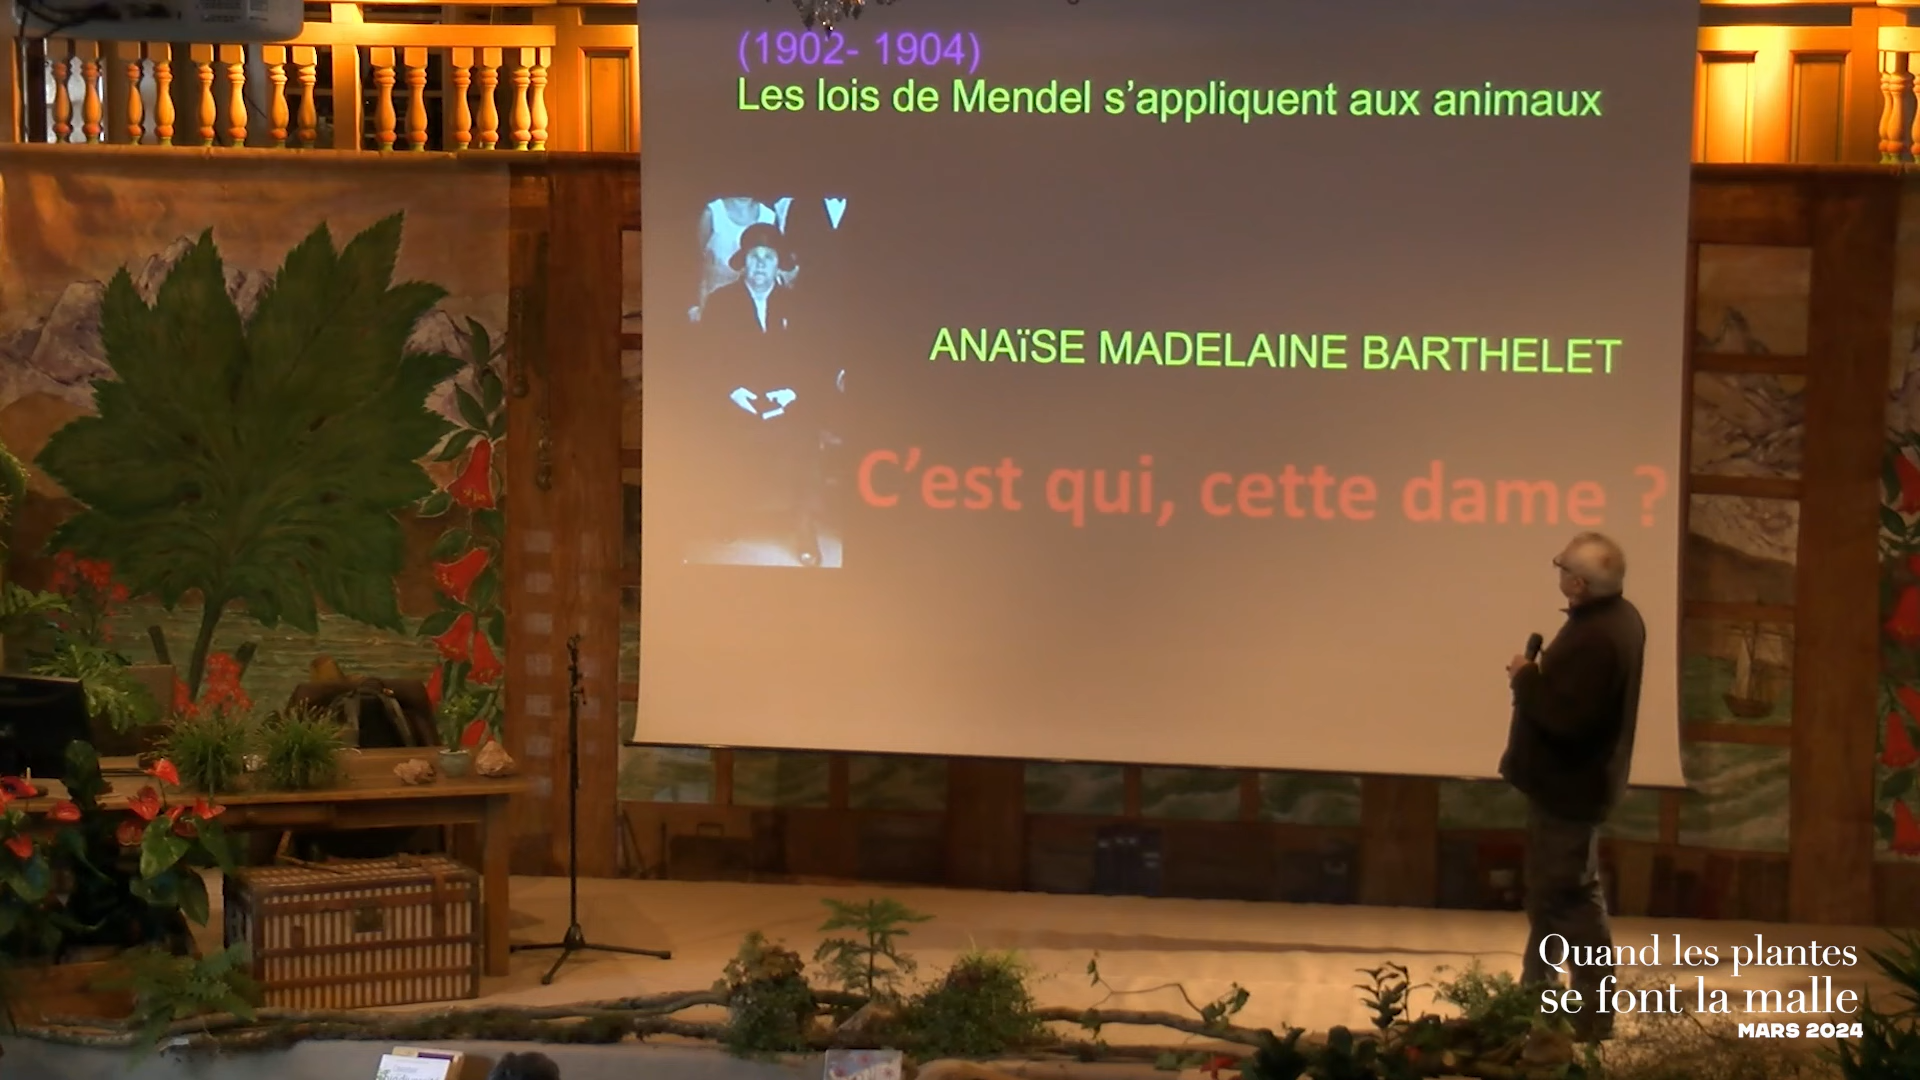 (1902- 1904)
Les lois de Mendel s’appliquent aux animaux
ANAïSE MADELAINE BARTHELET
C’est qui, cette dame ?
Quand les plantes
se font la malle
MARS 2024